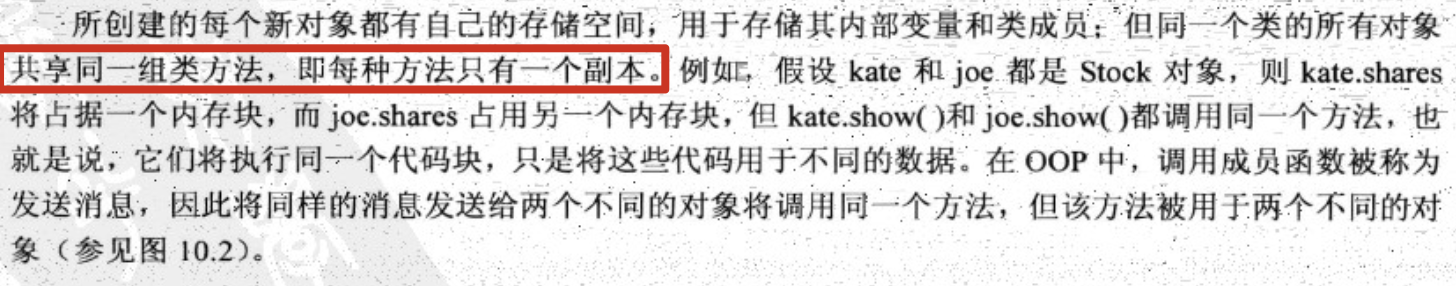 所创建的每个新对象都有自己的存储空间，用于存储其内部变量和类成员；但同一个类的所有对象
共享同一组类方法，即每种方法只有一个副本。例如，假设 kate 和 joe 都是 Stock 对象，则 kate.shares
将占据一个内存块，而 joe.shares 占用另一个内存块，但 kate.show( )和 joe.show( )都调用同一个方法，也
就是说，它们将执行同一个代码块，只是将这些代码用于不同的数据。在 OOP 中，调用成员函数被称为
发送消息，因此将同样的消息发送给两个不同的对象将调用同一个方法，但该方法被用于两个不同的对
象（参见图 10.2）。